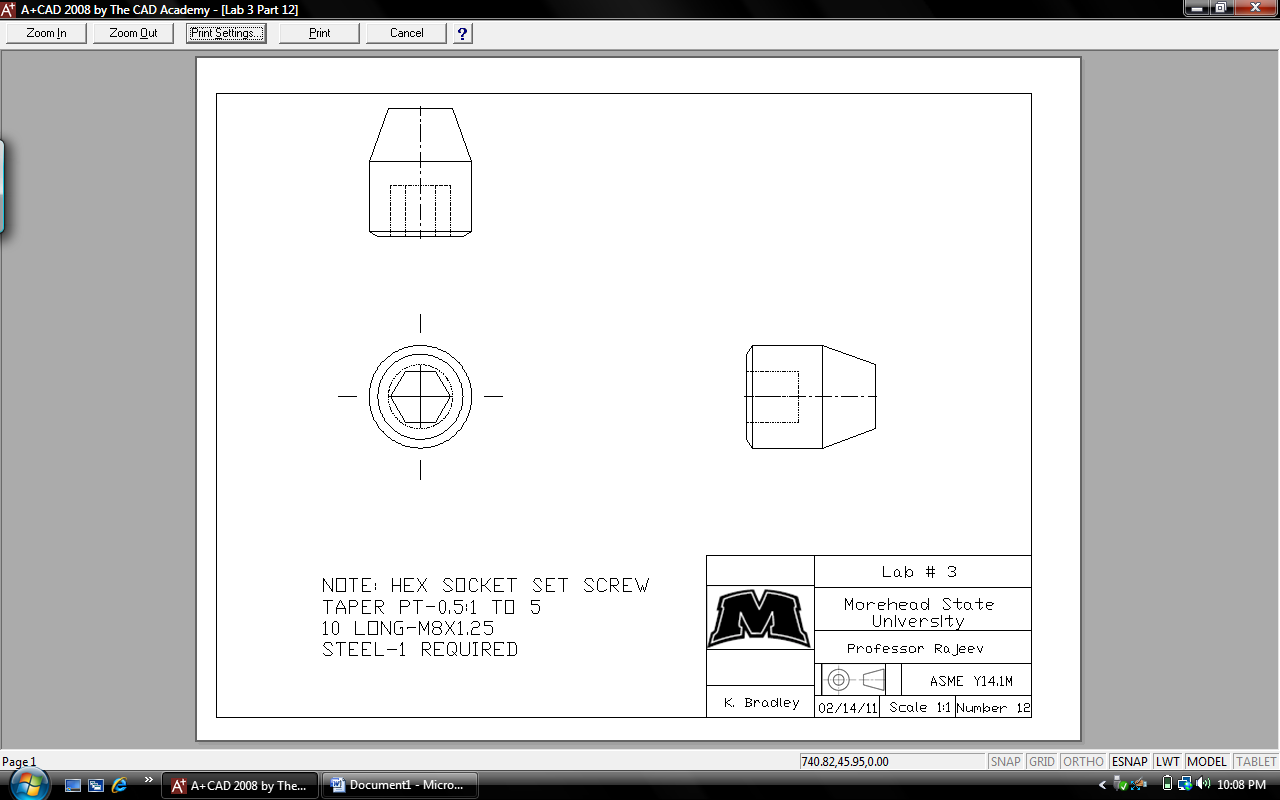 A+CAD 2008 by The CAD Academy - [Lab 3 Part 12]
Zoom In Zoom Out Print Settings... Print Cancel ?
NOTE: HEX SOCKET SET SCREW
TAPER PT-0.5:1 TO 5
10 LONG-M8X1.25
STEEL-1 REQUIRED
M
K. Bradley
Lab # 3
Morehead State
University
Professor Rajeev
ASME Y14.1M
02/14/11 Scale 1:1 Number 12
Page 1 740.82,45.95,0.00 SNAP GRID ORTHO ESNAP LWT MODEL TABLET
» A+CAD 2008 by The... Document1 - Micro... < 10:08 PM